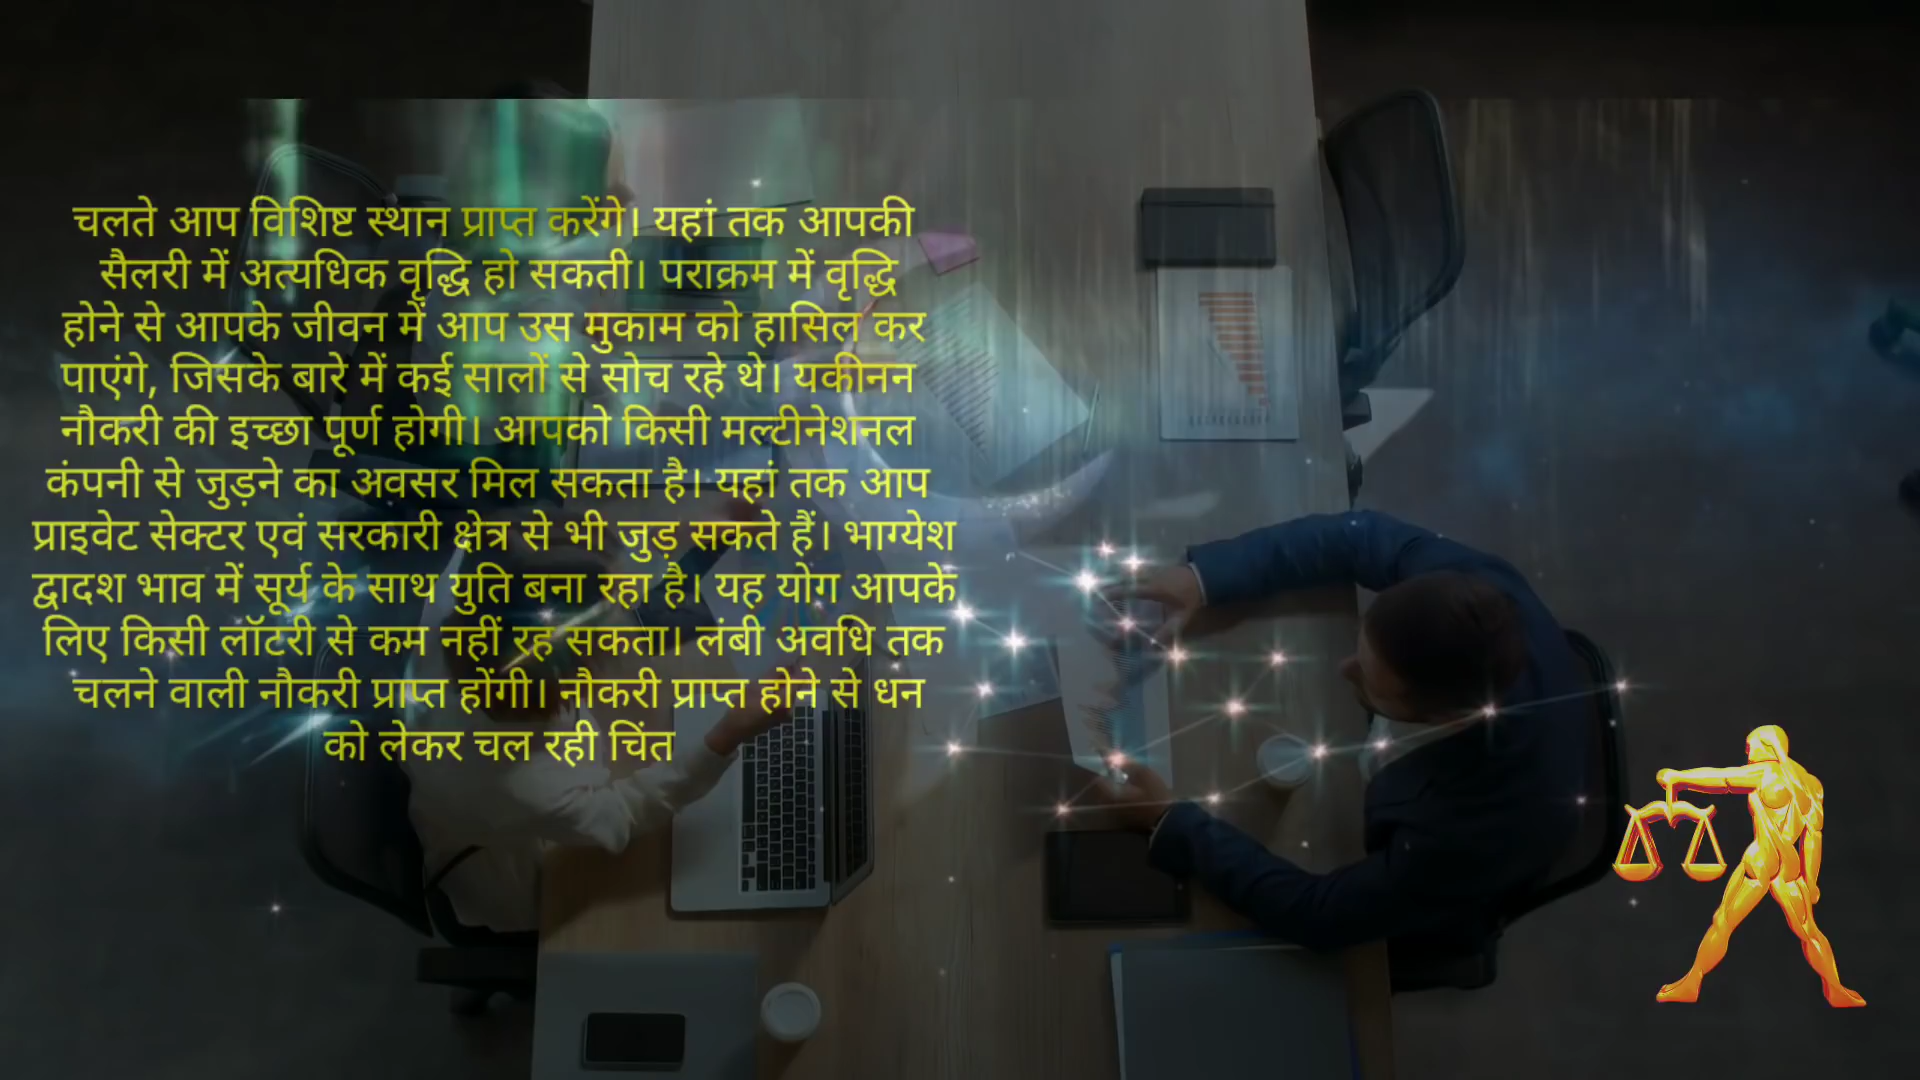 चलते आप विशिष्ट स्थान प्राप्त करेंगे। यहां तक आपकी
सैलरी में अत्यधिक वृद्धि हो सकती। पराक्रम में वृद्धि
होने से आपके जीवन में आप उस मुकाम को हासिल कर
पाएंगे, जिसके बारे में कई सालों से सोच रहे थे। यकीनन
नौकरी की इच्छा पूर्ण होगी। आपको किसी मल्टीनेशनल
कंपनी से जुड़ने का अवसर मिल सकता है। यहां तक आप
प्राइवेट सेक्टर एवं सरकारी क्षेत्र से भी जुड़ सकते हैं। भाग्येश
द्वादश भाव में सूर्य के साथ युति बना रहा है। यह योग आपके
लिए किसी लॉटरी से कम नहीं रह सकता। लंबी अवधि तक
चलने वाली नौकरी प्राप्त होंगी। नौकरी प्राप्त होने से धन
को लेकर चल रही चिंत